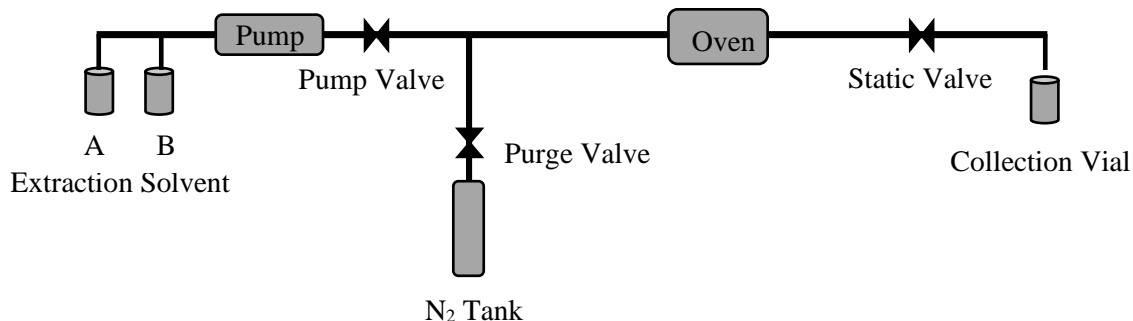 Pump
Oven
Pump Valve
Static Valve
A B
Purge Valve
Collection Vial
Extraction Solvent
N₂ Tank